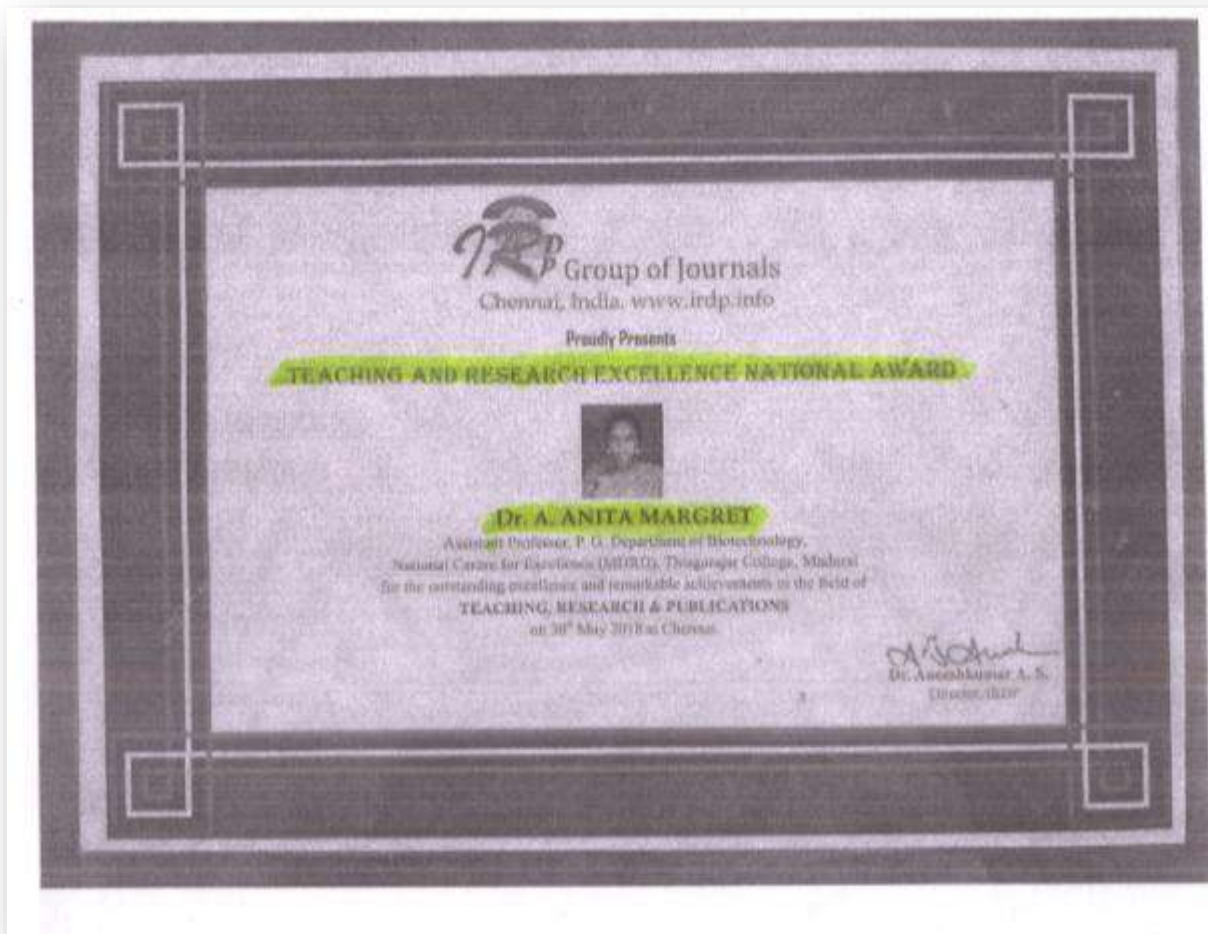 IRDP Group of Journals
Chennai, India. www.irdp.info
Proudly Presents
TEACHING AND RESEARCH EXCELLENCE NATIONAL AWARD
Dr. A. ANITA MARGRET
Assistant Professor, P. G. Department of Biotechnology,
National Centre for Excellence (MHRD), Thiagarajar College, Madurai
for the outstanding excellence and remarkable achievements in the field of
TEACHING, RESEARCH & PUBLICATIONS
on 30th May 2018 at Chennai.
Dr. Aneeshkumar A. S.
Director, IRDP